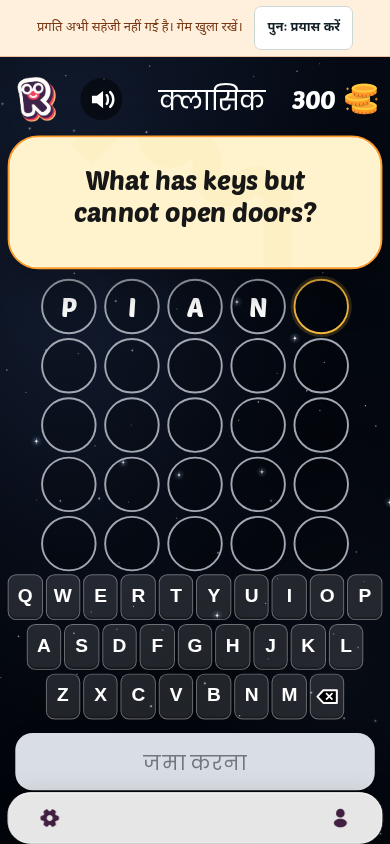 प्रगति अभी सहेजी नहीं गई है। गेम खुला रखें।
पुनः प्रयास करें
क्लासिक
300
What has keys but
cannot open doors?
P I A N
Q W E R T Y U I O P
A S D F G H J K L
Z X C V B N M
जमा करना